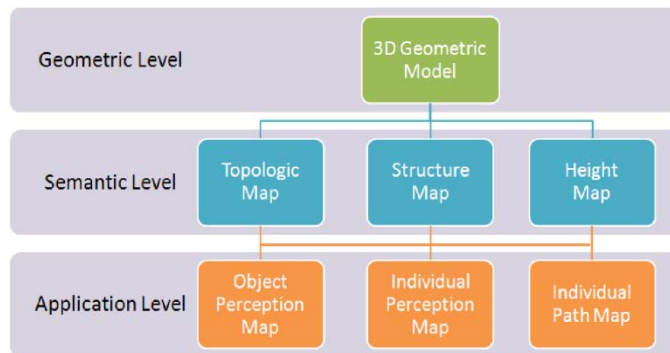 Geometric Level
3D Geometric
Model
Semantic Level
Topologic
Map
Structure
Map
Height
Map
Application Level
Object
Perception
Map
Individual
Perception
Map
Individual
Path Map